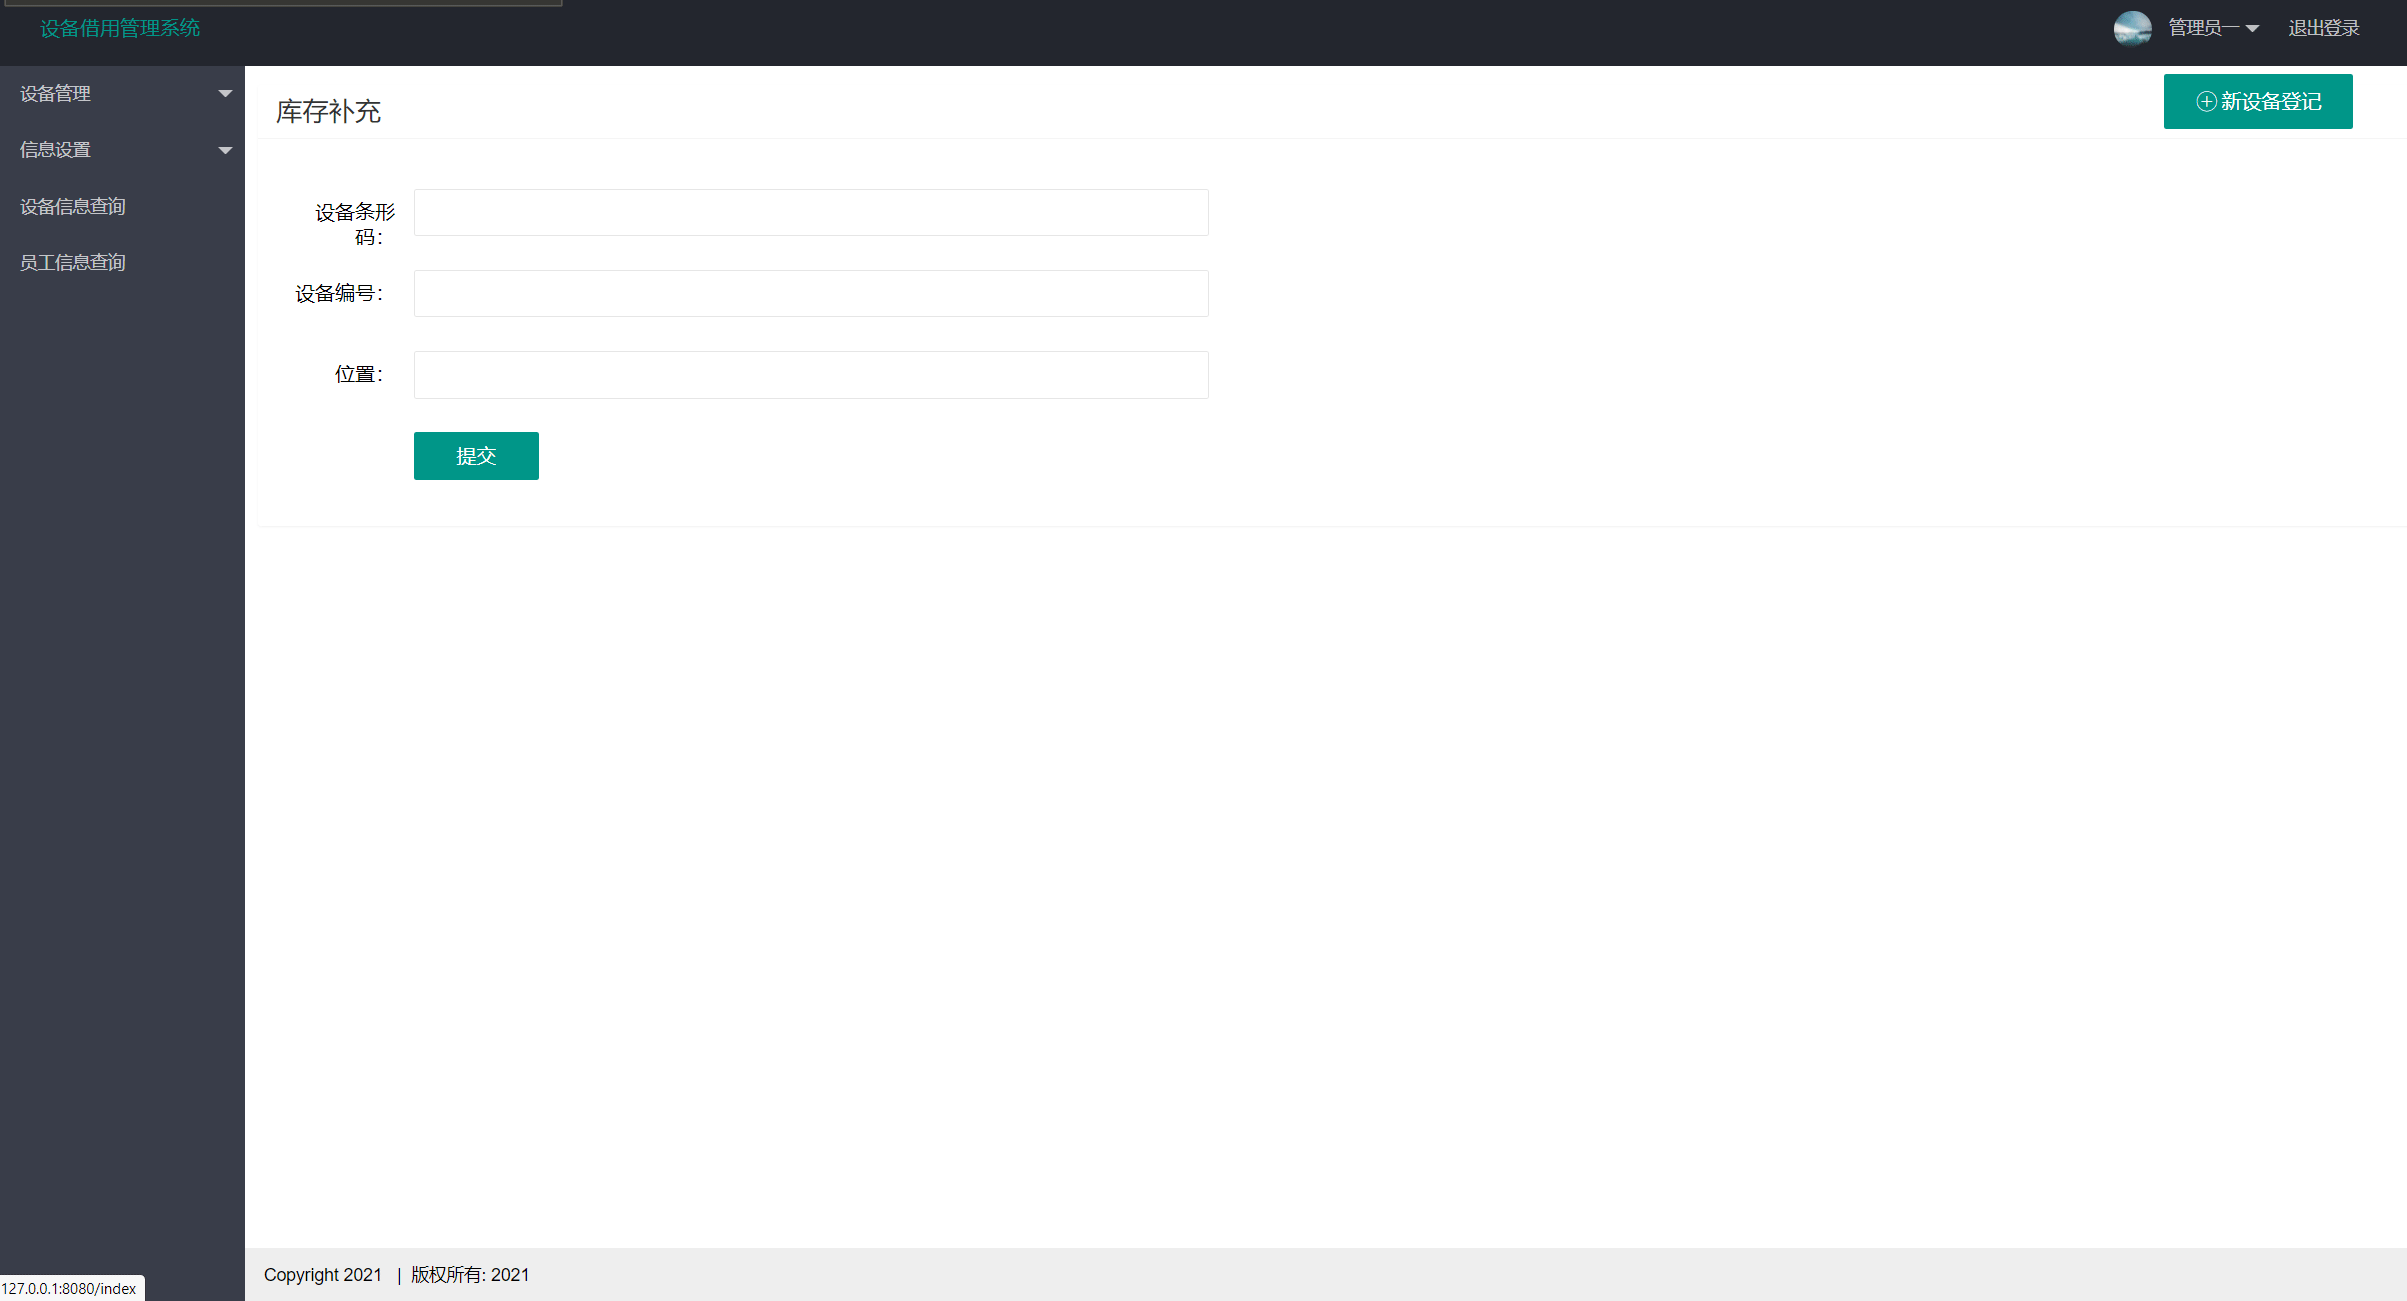 设备借用管理系统
管理员一
退出登录
设备管理
信息设置
设备信息查询
员工信息查询
库存补充
新设备登记
设备条形
码：
设备编号：
位置：
提交
Copyright 2021 | 版权所有: 2021
127.0.0.1:8080/index